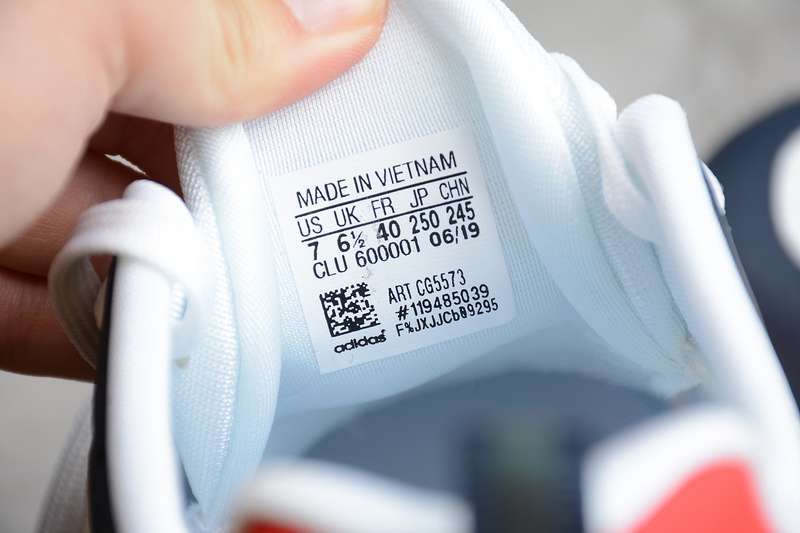 MADE IN VIETNAM
US UK FR JP CHN
7 6½ 40 250 245
CLU 600001 06/19
ART CG5573
#119485039
F%JXJJCb09295
adidas